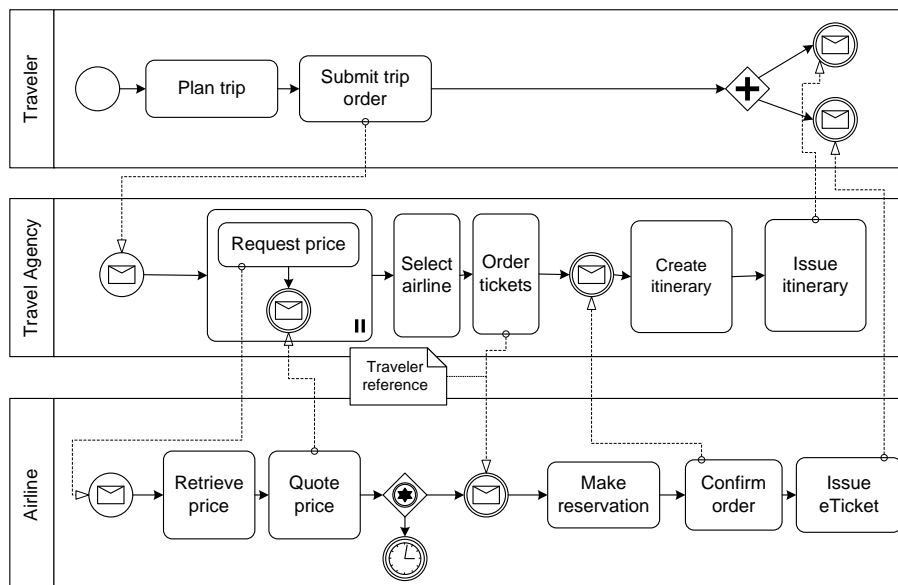 Traveler
Plan trip
Submit trip
order
Travel Agency
Request price
Select
airline
Order
tickets
Create
itinerary
Issue
itinerary
Traveler
reference
Airline
Retrieve
price
Quote
price
Make
reservation
Confirm
order
Issue
eTicket